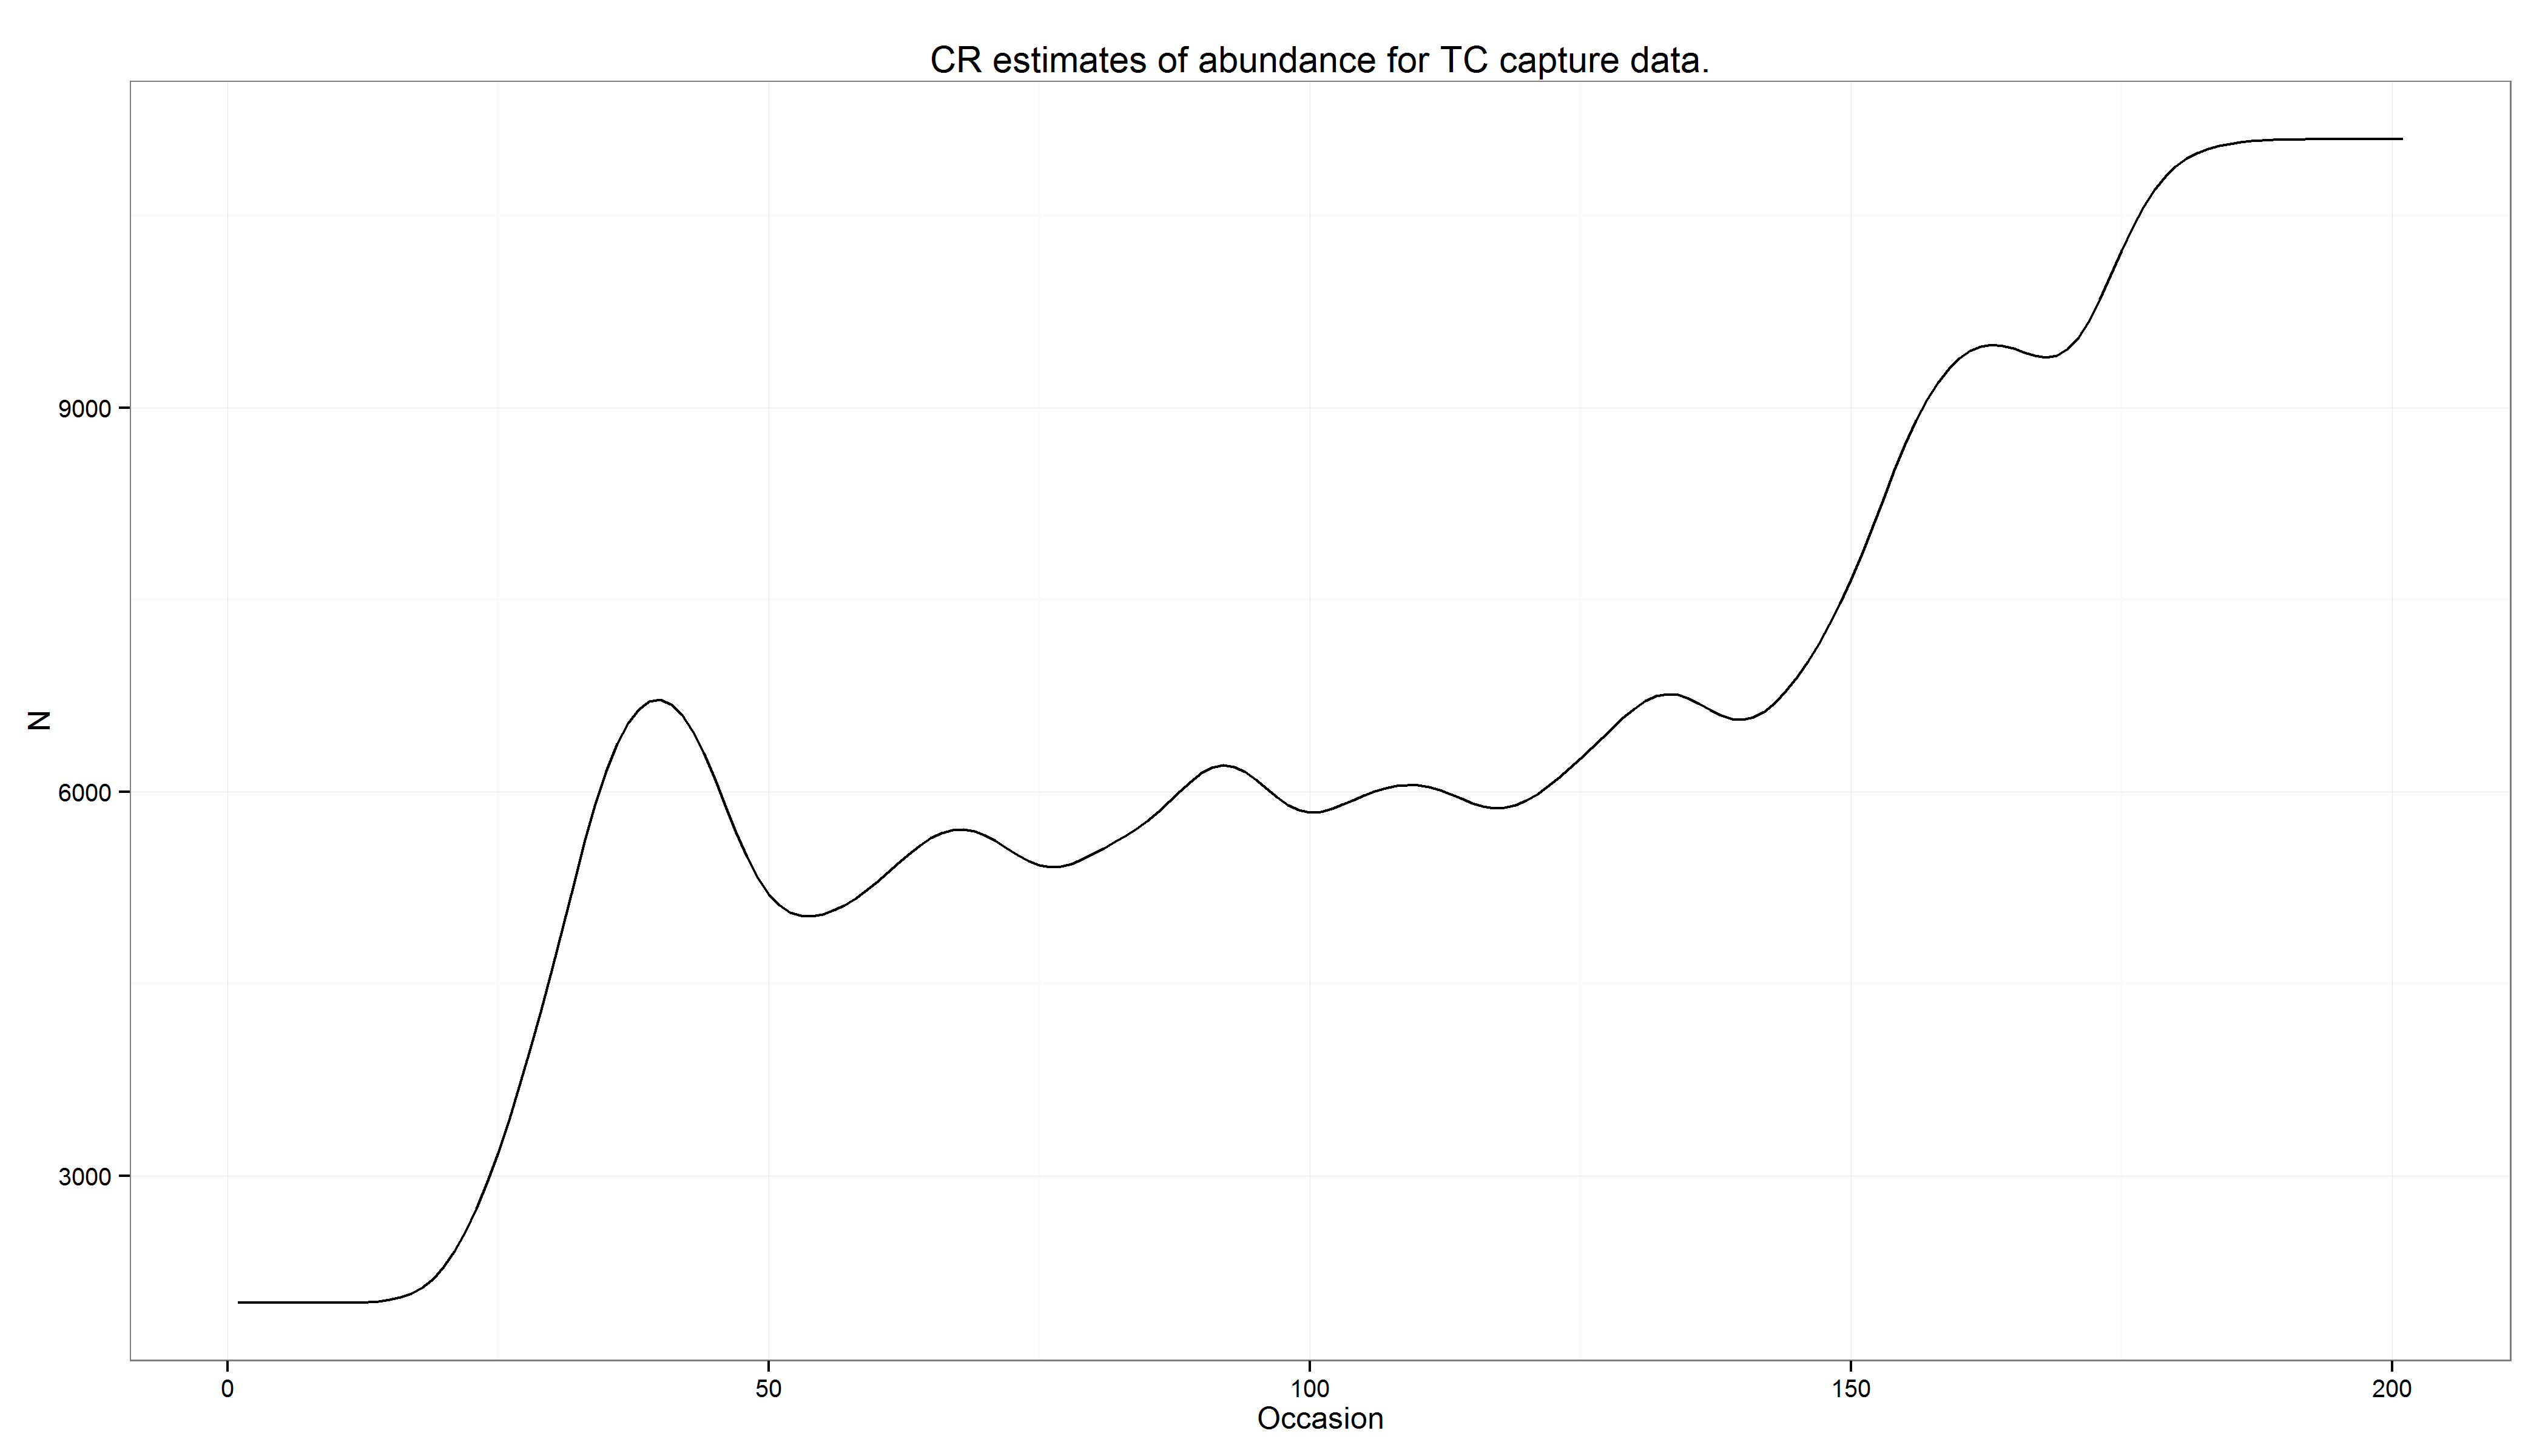 CR estimates of abundance for TC capture data.
9000
6000
3000
N
0 50 100 150 200
Occasion